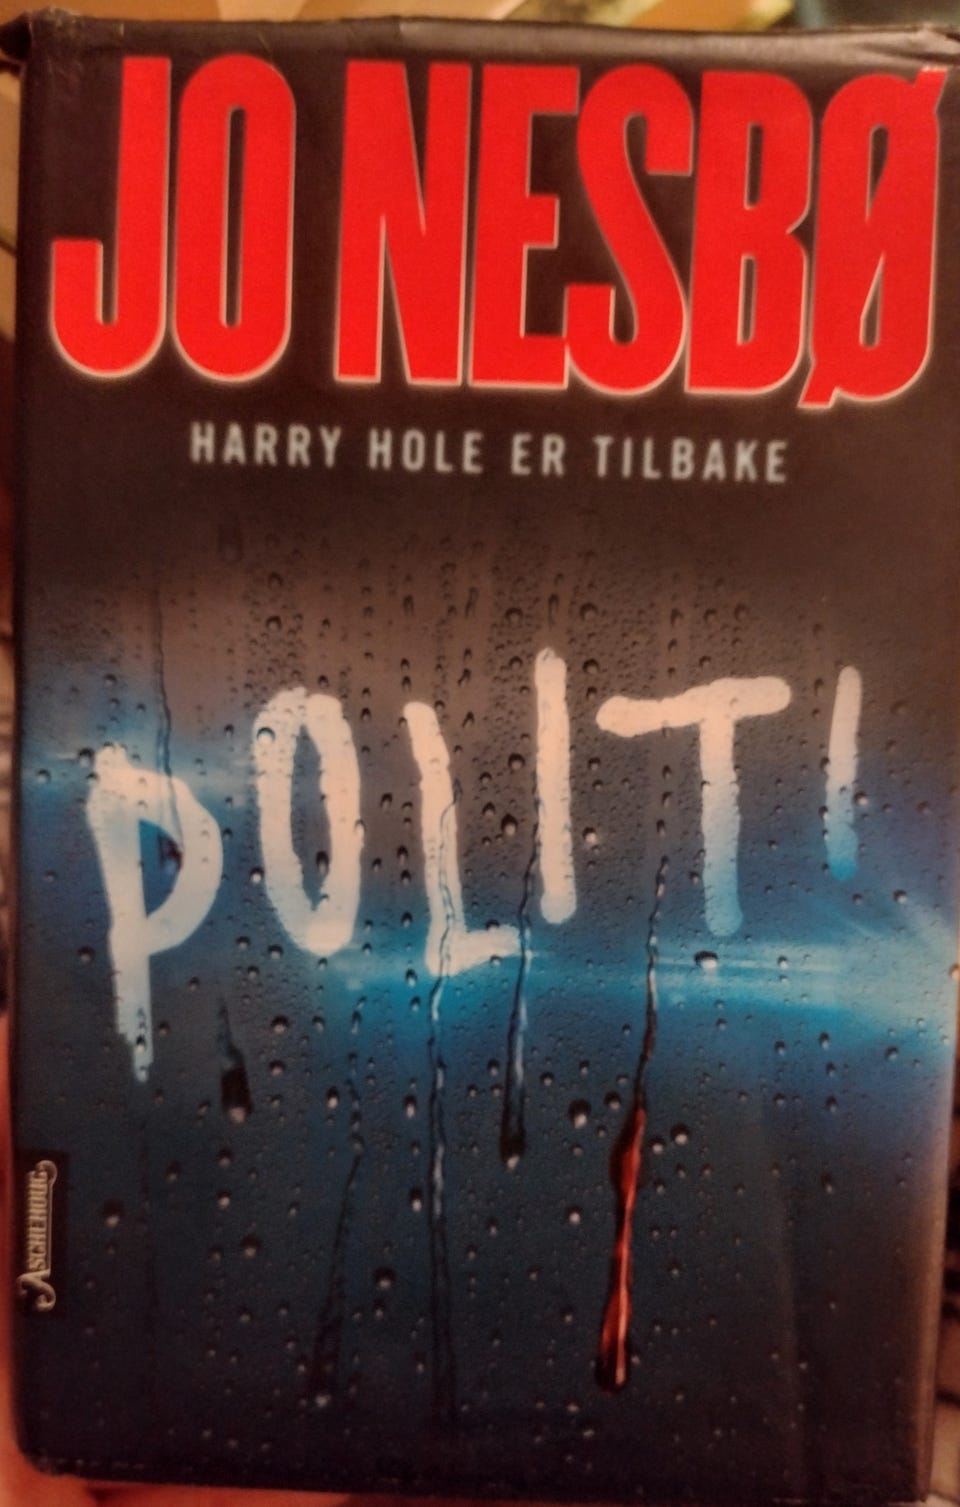 JO NESBØ
HARRY HOLE ER TILBAKE
POLITI
ASCHEHOUG